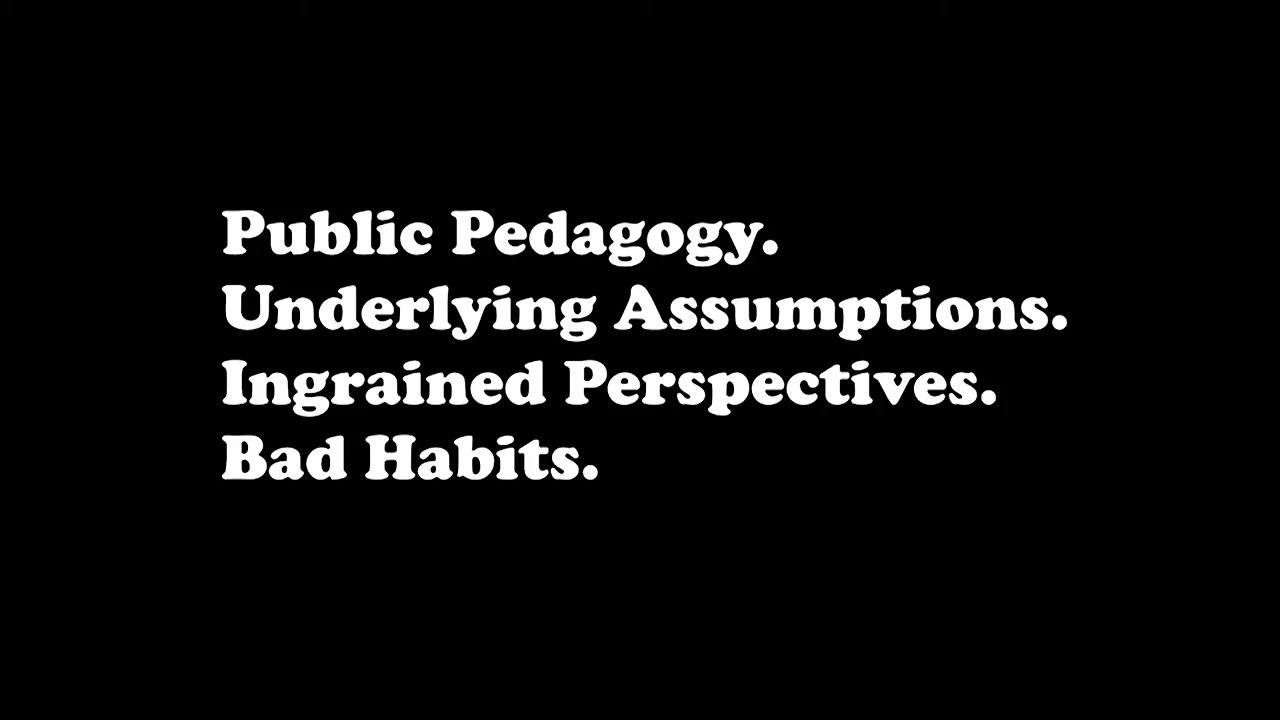 Public Pedagogy.
Underlying Assumptions.
Ingrained Perspectives.
Bad Habits.